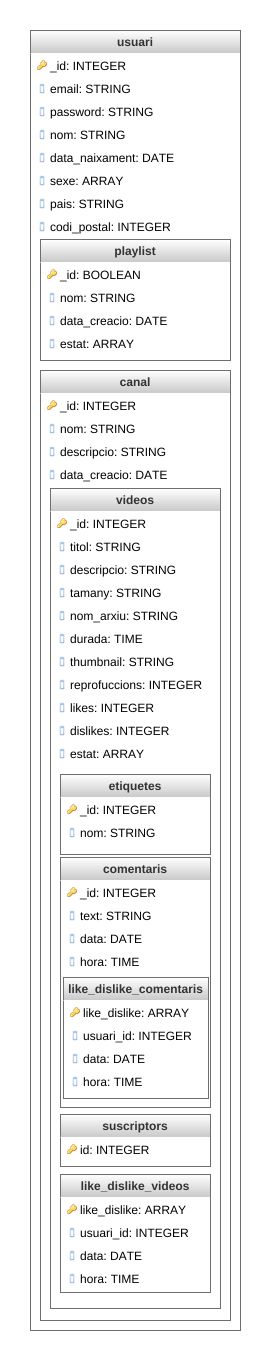 usuari
_id: INTEGER
email: STRING
password: STRING
nom: STRING
data_naixament: DATE
sexe: ARRAY
pais: STRING
codi_postal: INTEGER
playlist
_id: BOOLEAN
nom: STRING
data_creacio: DATE
estat: ARRAY
canal
_id: INTEGER
nom: STRING
descripcio: STRING
data_creacio: DATE
videos
_id: INTEGER
titol: STRING
descripcio: STRING
tamany: STRING
nom_arxiu: STRING
durada: TIME
thumbnail: STRING
reprofuccions: INTEGER
likes: INTEGER
dislikes: INTEGER
estat: ARRAY
etiquetes
_id: INTEGER
nom: STRING
comentaris
_id: INTEGER
text: STRING
data: DATE
hora: TIME
like_dislike_comentaris
like_dislike: ARRAY
usuari_id: INTEGER
data: DATE
hora: TIME
suscriptors
id: INTEGER
like_dislike_videos
like_dislike: ARRAY
usuari_id: INTEGER
data: DATE
hora: TIME